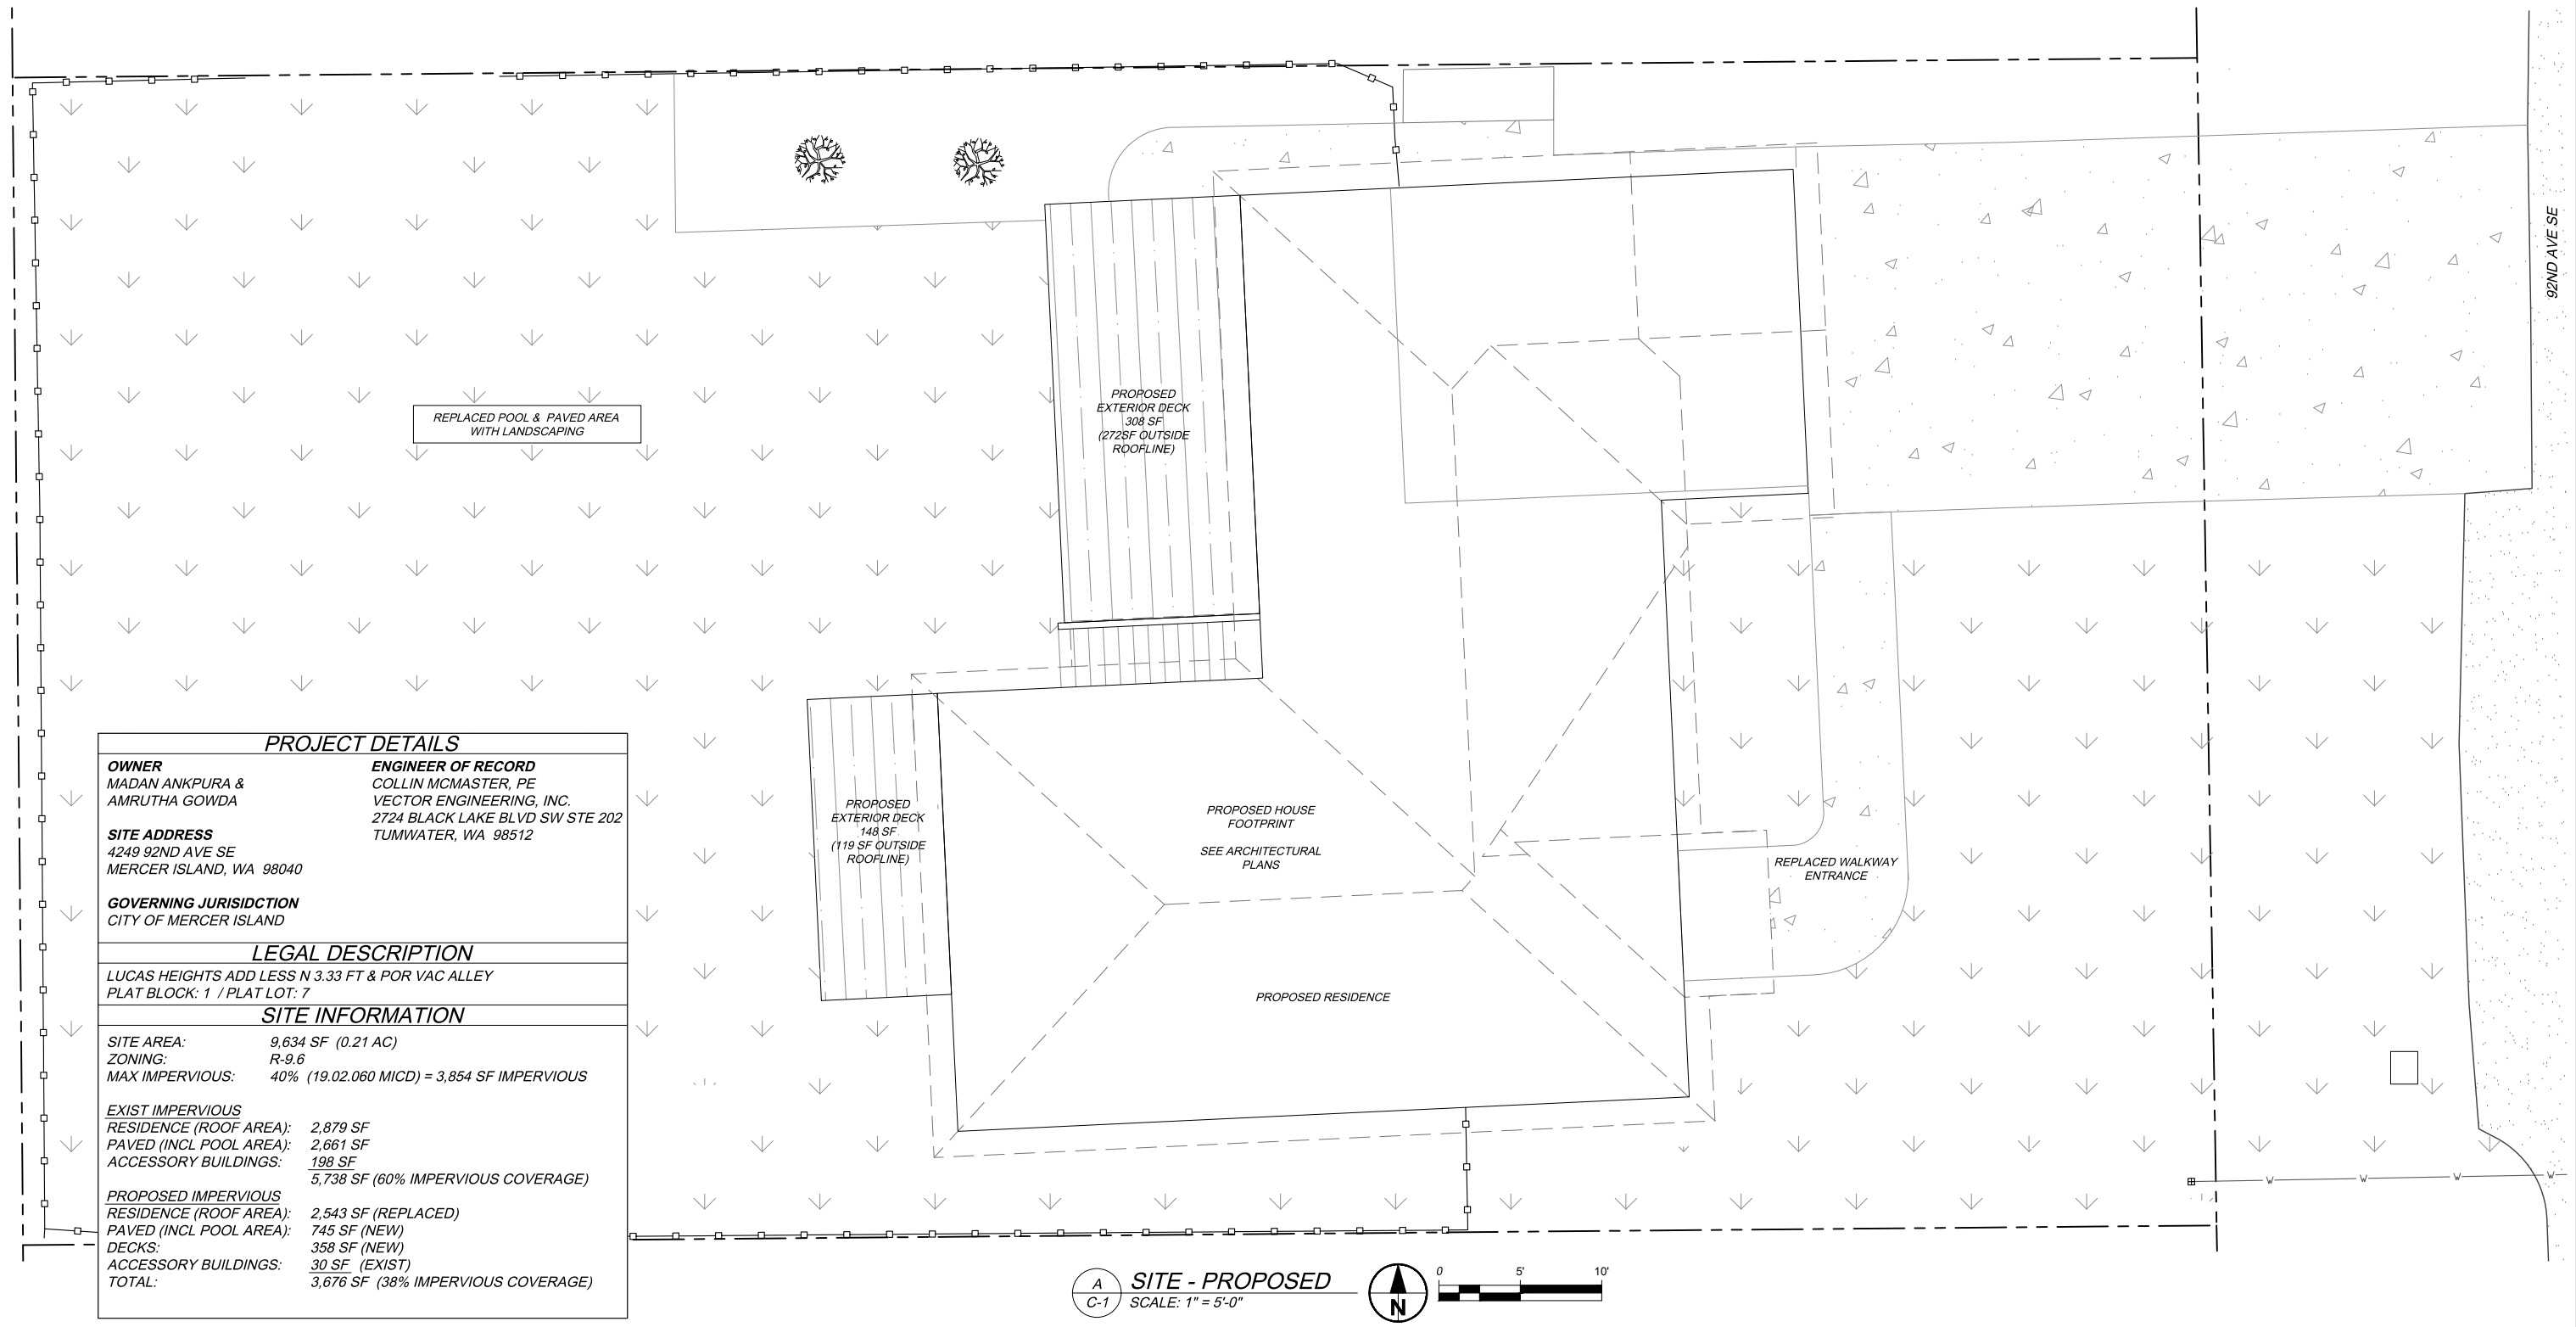 92ND AVE SE
REPLACED POOL & PAVED AREA
WITH LANDSCAPING
PROPOSED
EXTERIOR DECK
308 SF
(272SF OUTSIDE
ROOFLINE)
PROPOSED
EXTERIOR DECK
148 SF
(119 SF OUTSIDE
ROOFLINE)
PROPOSED HOUSE
FOOTPRINT
SEE ARCHITECTURAL
PLANS
REPLACED WALKWAY
ENTRANCE
PROPOSED RESIDENCE
PROJECT DETAILS
OWNER
MADAN ANKPURA &
AMRUTHA GOWDA
SITE ADDRESS
4249 92ND AVE SE
MERCER ISLAND, WA 98040
GOVERNING JURISIDCTION
CITY OF MERCER ISLAND
ENGINEER OF RECORD
COLLIN MCMASTER, PE
VECTOR ENGINEERING, INC.
2724 BLACK LAKE BLVD SW STE 202
TUMWATER, WA 98512
LEGAL DESCRIPTION
LUCAS HEIGHTS ADD LESS N 3.33 FT & POR VAC ALLEY
PLAT BLOCK: 1 / PLAT LOT: 7
SITE INFORMATION
SITE AREA: 9,634 SF (0.21 AC)
ZONING: R-9.6
MAX IMPERVIOUS: 40% (19.02.060 MICD) = 3,854 SF IMPERVIOUS
EXIST IMPERVIOUS
RESIDENCE (ROOF AREA): 2,879 SF
PAVED (INCL POOL AREA): 2,661 SF
ACCESSORY BUILDINGS: 198 SF
5,738 SF (60% IMPERVIOUS COVERAGE)
PROPOSED IMPERVIOUS
RESIDENCE (ROOF AREA): 2,543 SF (REPLACED)
PAVED (INCL POOL AREA): 745 SF (NEW)
DECKS: 358 SF (NEW)
ACCESSORY BUILDINGS: 30 SF (EXIST)
TOTAL: 3,676 SF (38% IMPERVIOUS COVERAGE)
W W W W
A
C-1
SITE - PROPOSED
SCALE: 1" = 5'-0"
N
0 5' 10'